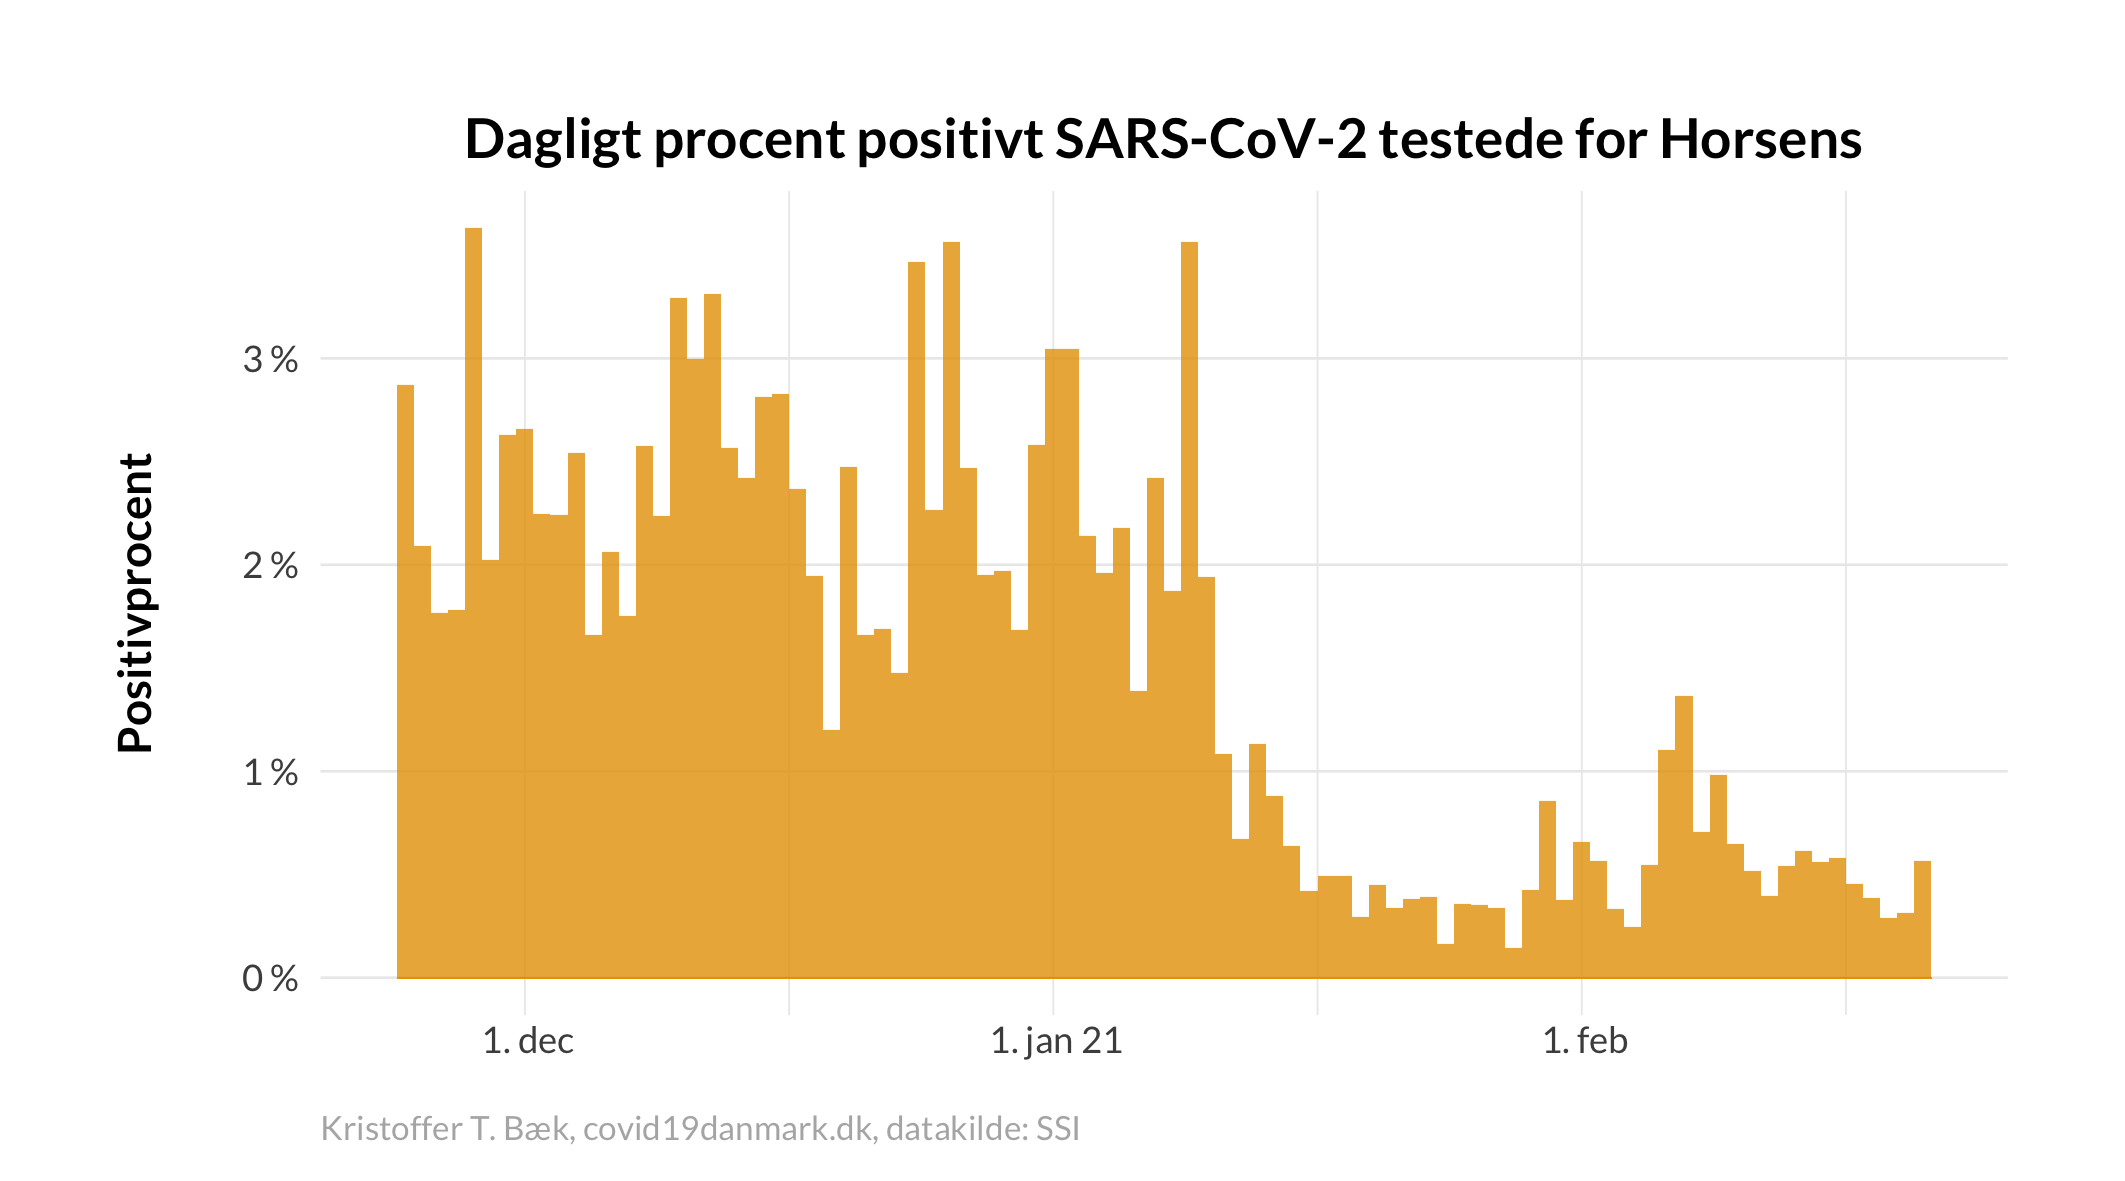 Dagligt procent positivt SARS-CoV-2 testede for Horsens
Positivprocent
3 %
2 %
1 %
0 %
1. dec
1. jan 21
1. feb
Kristoffer T. Bæk, covid19danmark.dk, datakilde: SSI